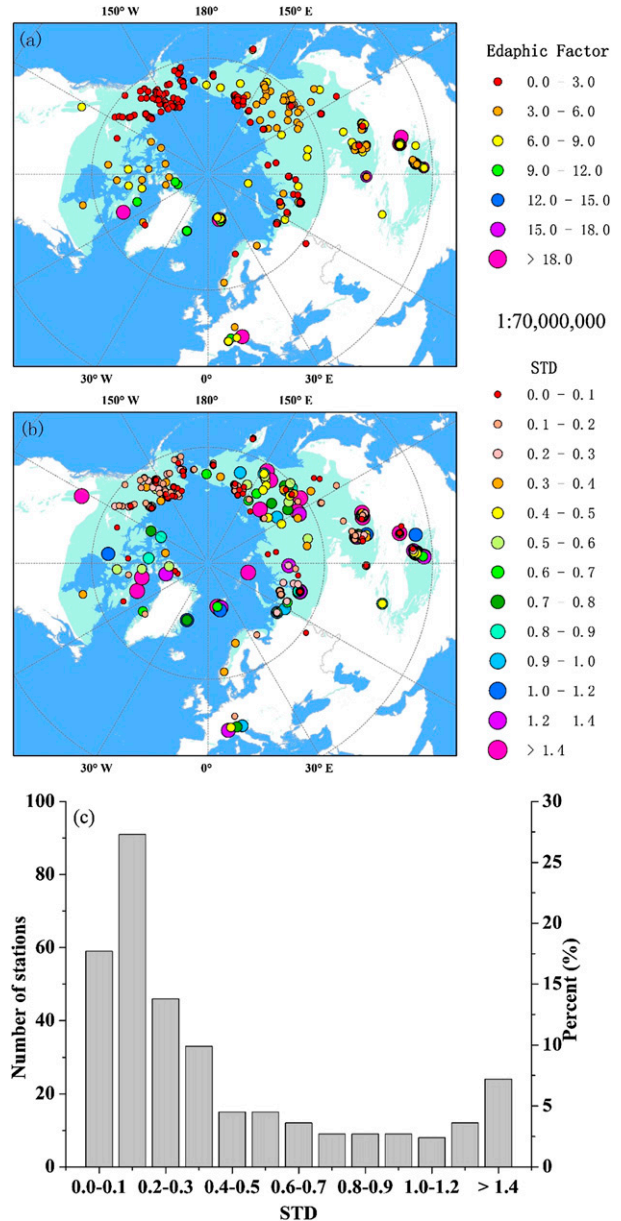 150° W 180° 150° E
(a)
Edaphic Factor
0.0 – 3.0
3.0 – 6.0
6.0 – 9.0
9.0 – 12.0
12.0 – 15.0
15.0 – 18.0
> 18.0
1:70,000,000
30° W 0° 30° E
150° W 180° 150° E
(b)
STD
0.0 – 0.1
0.1 – 0.2
0.2 – 0.3
0.3 – 0.4
0.4 – 0.5
0.5 – 0.6
0.6 – 0.7
0.7 – 0.8
0.8 – 0.9
0.9 – 1.0
1.0 – 1.2
1.2 1.4
> 1.4
30° W 0° 30° E
(c)
Number of stations
100
80
60
40
20
0
30
25
20
15
10
5
0
Percent (%)
0.0-0.1 0.2-0.3 0.4-0.5 0.6-0.7 0.8-0.9 1.0-1.2 > 1.4
STD